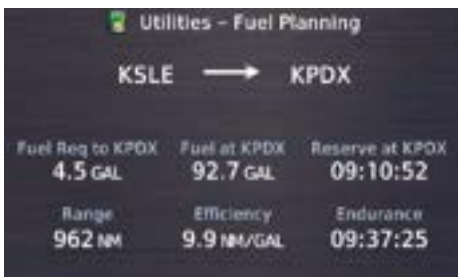 Utilities – Fuel Planning
KSLE → KPDX
Fuel Req to KPDX Fuel at KPDX Reserve at KPDX
4.5 GAL 92.7 GAL 09:10:52
Range Efficiency Endurance
962 NM 9.9 NM/GAL 09:37:25